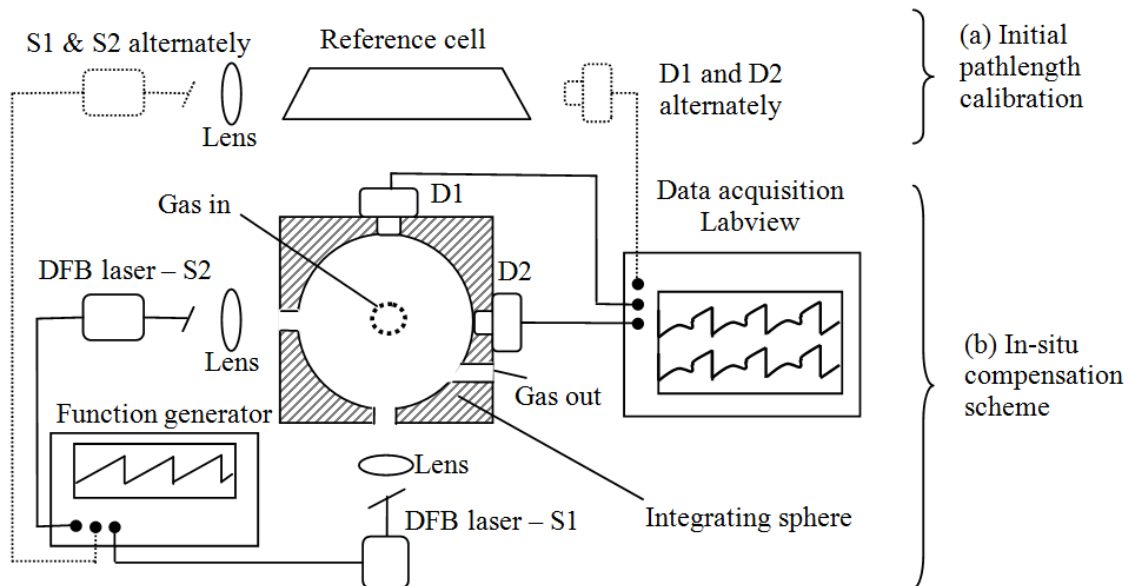 S1 & S2 alternately
Reference cell
D1 and D2
alternately
(a) Initial
pathlength
calibration
Lens
D1
Gas in
Data acquisition
Labview
DFB laser – S2
D2
Lens
Gas out
(b) In-situ
compensation
scheme
Function generator
Lens
DFB laser – S1
Integrating sphere